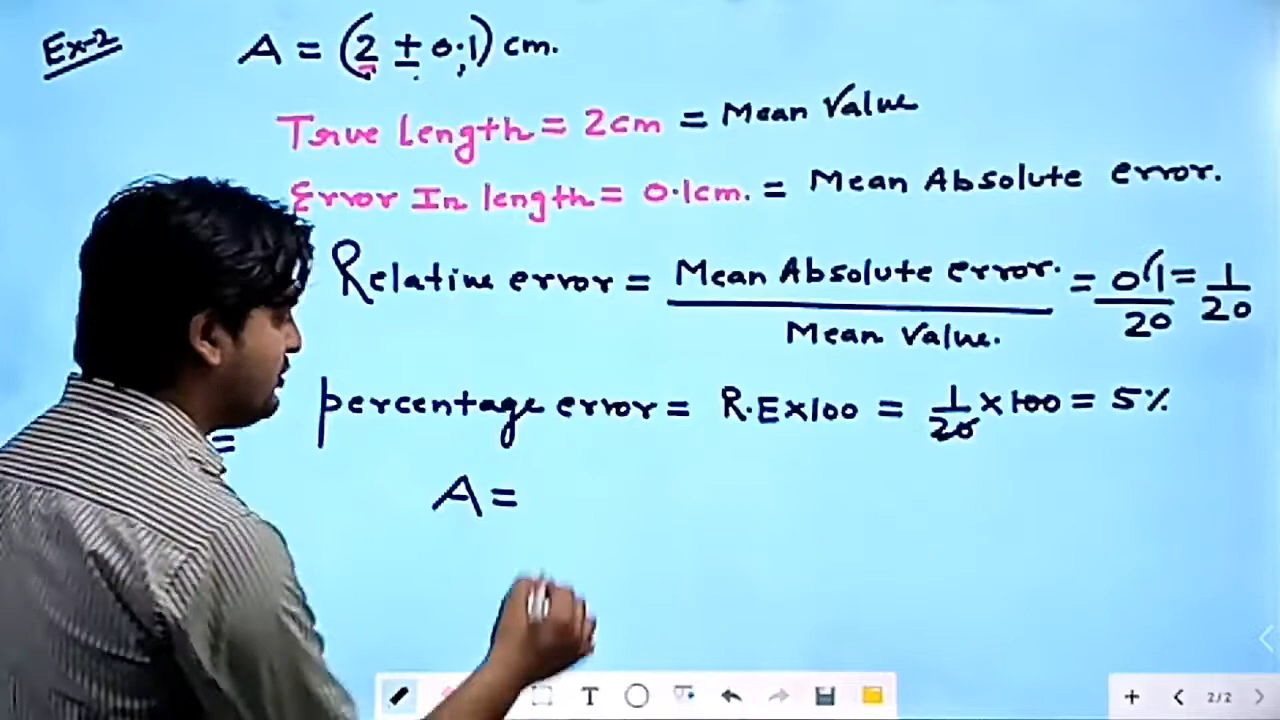 Ex-2
A = (2 ± 0.1) cm.
True length = 2cm = Mean Value
Error In length = 0.1cm. = Mean Absolute error.
Relative error = Mean Absolute error. / Mean Value. = 0.1 / 20 = 1 / 20
percentage error = R.E×100 = 1/20 ×100 = 5%
=
A =
T
2/2